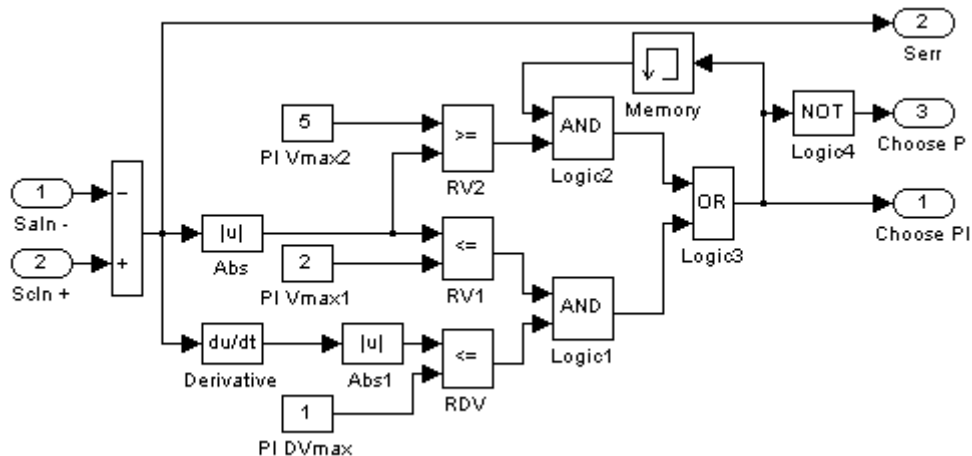 2
Serr
Memory
5
PI Vmax2
>=
RV2
AND
Logic2
NOT
Logic4
3
Choose P
1
SaIn -
−
2
ScIn +
+
|u|
Abs
2
PI Vmax1
<=
RV1
OR
Logic3
1
Choose PI
AND
Logic1
du/dt
Derivative
|u|
Abs1
<=
RDV
1
PI DVmax